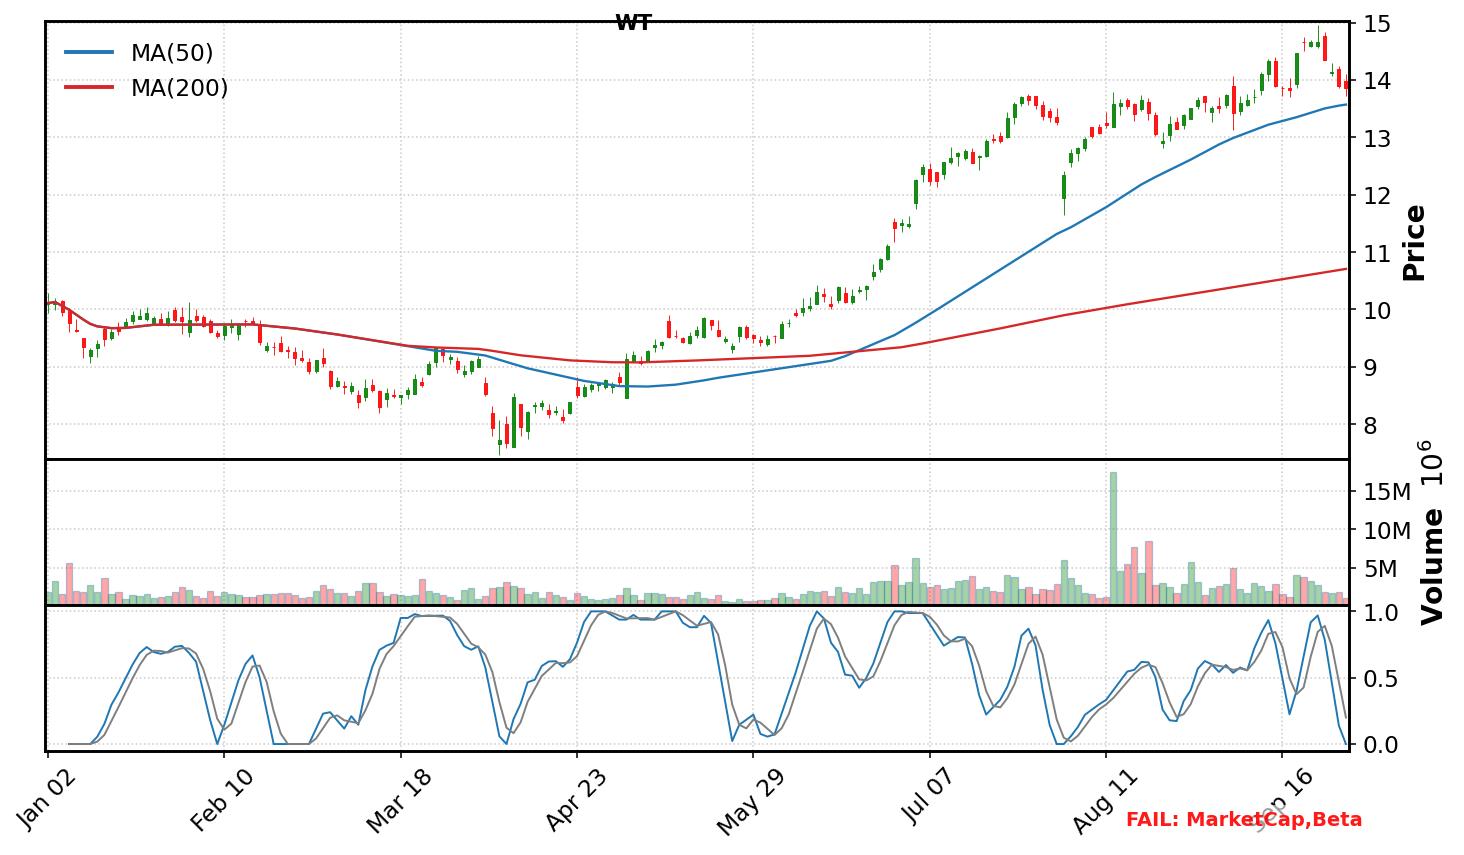 WT
MA(50)
MA(200)
15
14
13
12
11
10
9
8
Price
15M
10M
5M
Volume 10^6
1.0
0.5
0.0
Jan 02
Feb 10
Mar 18
Apr 23
May 29
Jul 07
Aug 11
Sep 16
FAIL: MarketCap,Beta